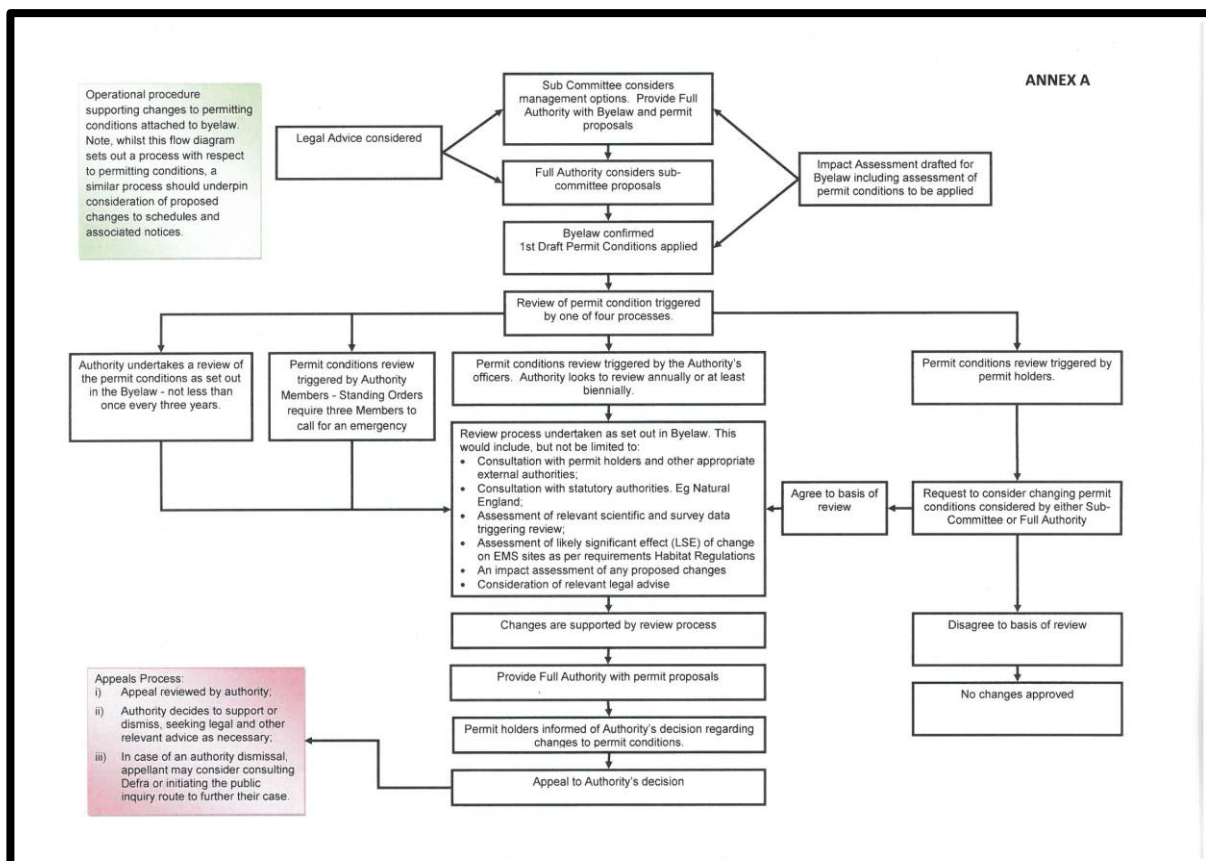 ANNEX A
Operational procedure
supporting changes to permitting
conditions attached to byelaw.
Note, whilst this flow diagram
sets out a process with respect
to permitting conditions, a
similar process should underpin
consideration of proposed
changes to schedules and
associated notices.
Sub Committee considers
management options. Provide Full
Authority with Byelaw and permit
proposals
Legal Advice considered
Full Authority considers sub-
committee proposals
Impact Assessment drafted for
Byelaw including assessment of
permit conditions to be applied
Byelaw confirmed
1st Draft Permit Conditions applied
Review of permit condition triggered
by one of four processes.
Authority undertakes a review of
the permit conditions as set out
in the Byelaw - not less than
once every three years.
Permit conditions review
triggered by Authority
Members - Standing Orders
require three Members to
call for an emergency
Permit conditions review triggered by the Authority's
officers. Authority looks to review annually or at least
biennially.
Permit conditions review triggered by
permit holders.
Review process undertaken as set out in Byelaw. This
would include, but not be limited to:
• Consultation with permit holders and other appropriate
external authorities;
• Consultation with statutory authorities. Eg Natural
England;
• Assessment of relevant scientific and survey data
triggering review;
• Assessment of likely significant effect (LSE) of change
on EMS sites as per requirements Habitat Regulations
• An impact assessment of any proposed changes
• Consideration of relevant legal advise
Agree to basis of
review
Request to consider changing permit
conditions considered by either Sub-
Committee or Full Authority
Changes are supported by review process
Disagree to basis of review
Provide Full Authority with permit proposals
No changes approved
Permit holders informed of Authority's decision regarding
changes to permit conditions.
Appeal to Authority's decision
Appeals Process:
i) Appeal reviewed by authority;
ii) Authority decides to support or
dismiss, seeking legal and other
relevant advice as necessary;
iii) In case of an authority dismissal,
appellant may consider consulting
Defra or initiating the public
inquiry route to further their case.